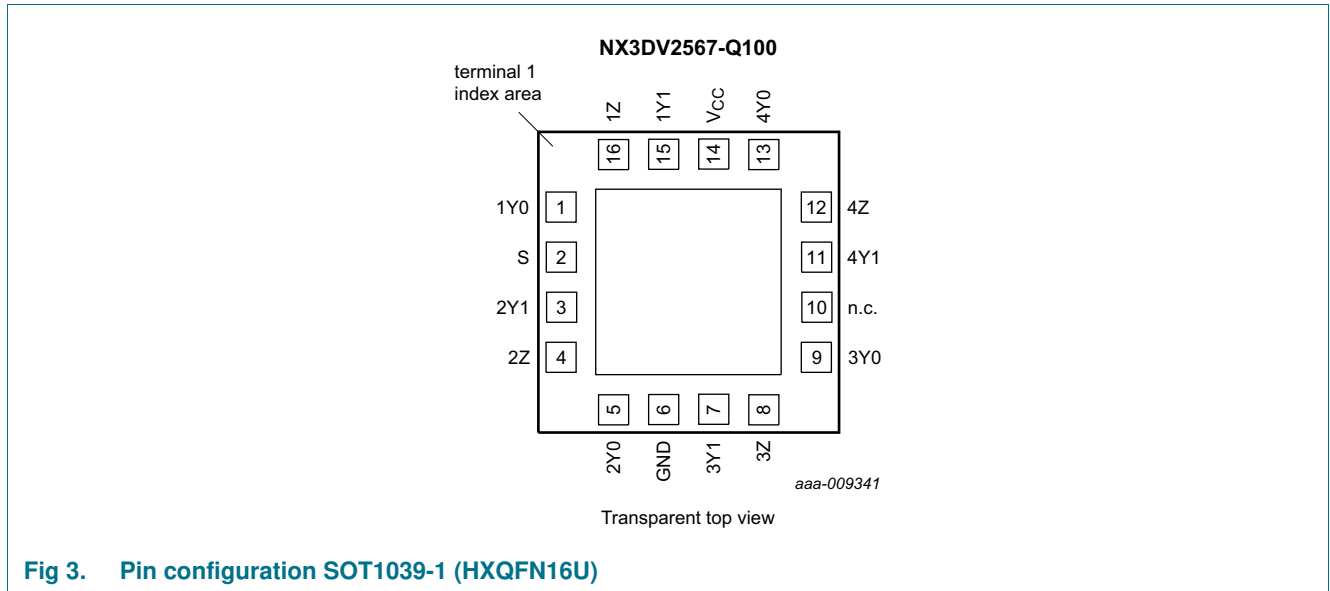 NX3DV2567-Q100
terminal 1
index area
1Z
1Y1
VCC
4Y0
16
15
14
13
1Y0 1
12 4Z
S 2
11 4Y1
2Y1 3
10 n.c.
2Z 4
9 3Y0
5
6
7
8
2Y0
GND
3Y1
3Z
aaa-009341
Transparent top view
Fig 3. Pin configuration SOT1039-1 (HXQFN16U)